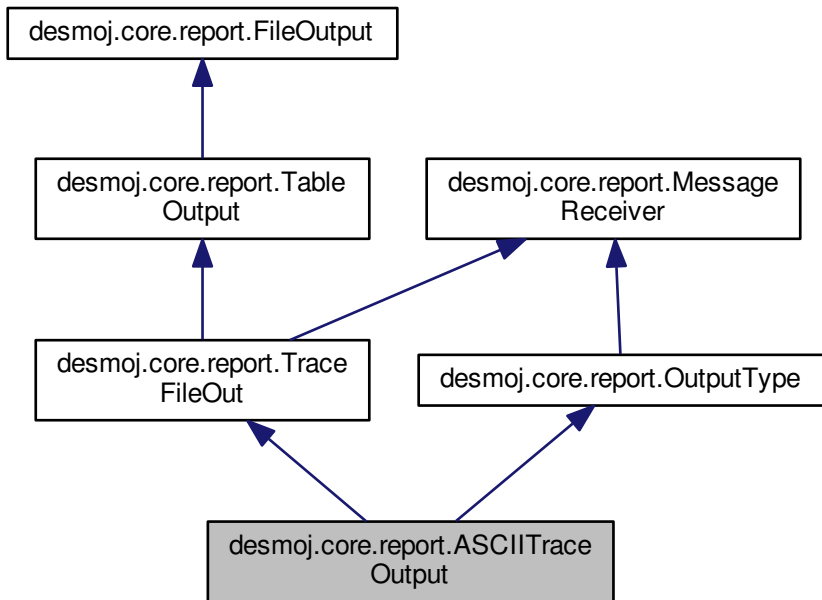 desmoj.core.report.FileOutput
desmoj.core.report.Table
Output
desmoj.core.report.Message
Receiver
desmoj.core.report.Trace
FileOut
desmoj.core.report.OutputType
desmoj.core.report.ASCIITrace
Output